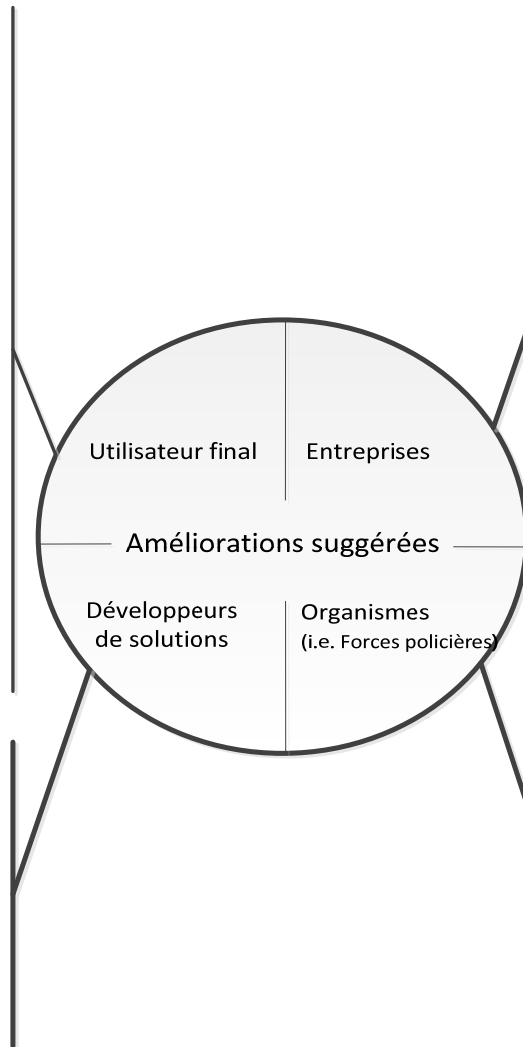 Utilisateur final
Entreprises
Améliorations suggérées
Développeurs
de solutions
Organismes
(i.e. Forces policières)